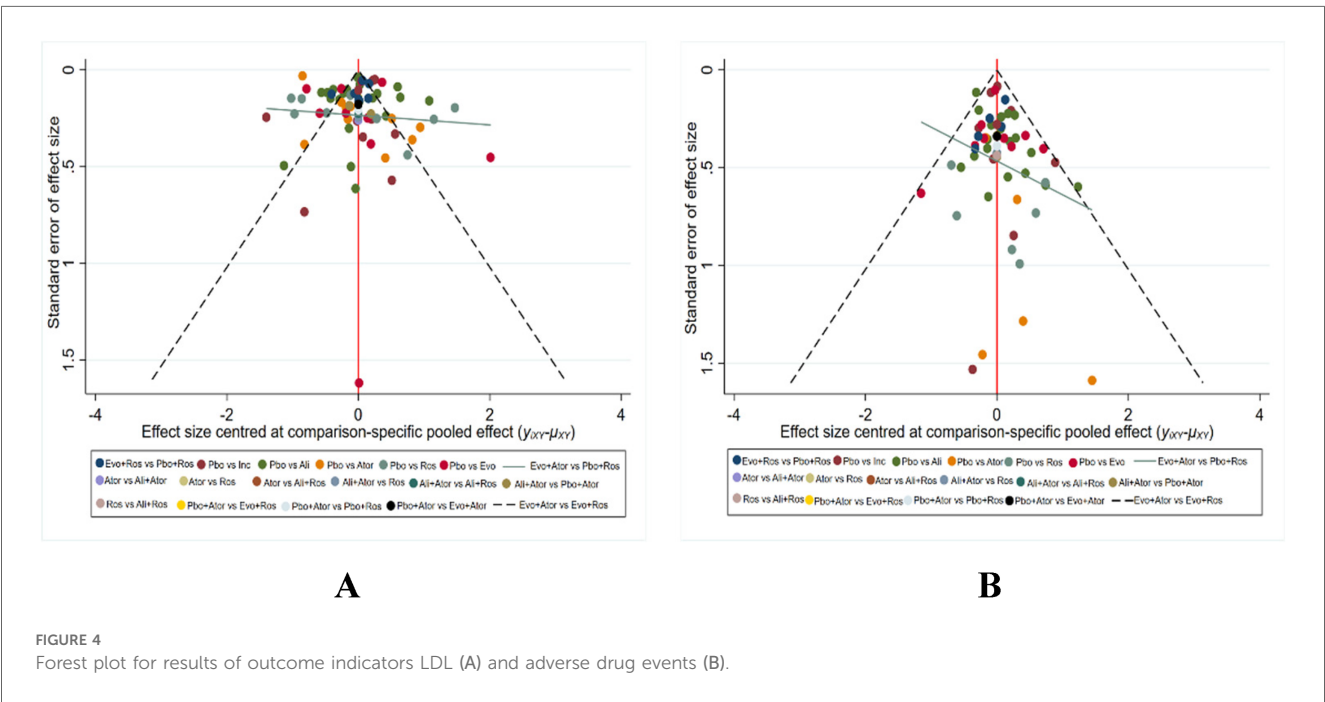 0
.5
1
1.5
Standard error of effect size
-4 -2 0 2 4
Effect size centred at comparison-specific pooled effect (yiXY-μXY)
Evo+Ros vs Pbo+Ros Pbo vs Inc Pbo vs Ali Pbo vs Ator Pbo vs Ros Pbo vs Evo Evo+Ator vs Pbo+Ros
Ator vs Ali+Ator Ator vs Ros Ator vs Ali+Ros Ali+Ator vs Ros Ali+Ator vs Ali+Ros Ali+Ator vs Pbo+Ator
Ros vs Ali+Ros Pbo+Ator vs Evo+Ros Pbo+Ator vs Pbo+Ros Pbo+Ator vs Evo+Ator Evo+Ator vs Evo+Ros
A
0
.5
1
1.5
Standard error of effect size
-4 -2 0 2 4
Effect size centred at comparison-specific pooled effect (yiXY-μXY)
Evo+Ros vs Pbo+Ros Pbo vs Inc Pbo vs Ali Pbo vs Ator Pbo vs Ros Pbo vs Evo Evo+Ator vs Pbo+Ros
Ator vs Ali+Ator Ator vs Ros Ator vs Ali+Ros Ali+Ator vs Ros Ali+Ator vs Ali+Ros Ali+Ator vs Pbo+Ator
Ros vs Ali+Ros Pbo+Ator vs Evo+Ros Pbo+Ator vs Pbo+Ros Pbo+Ator vs Evo+Ator Evo+Ator vs Evo+Ros
B
FIGURE 4
Forest plot for results of outcome indicators LDL (A) and adverse drug events (B).